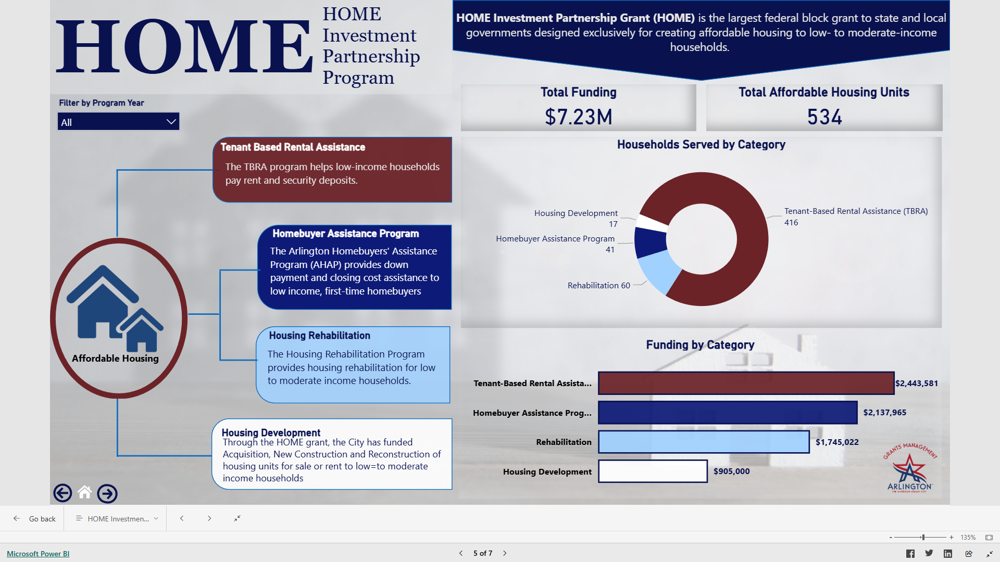 HOME
HOME
Investment
Partnership
Program
HOME Investment Partnership Grant (HOME) is the largest federal block grant to state and local
governments designed exclusively for creating affordable housing to low- to moderate-income
households.
Filter by Program Year
All
Total Funding
$7.23M
Total Affordable Housing Units
534
Tenant Based Rental Assistance
The TBRA program helps low-income households
pay rent and security deposits.
Homebuyer Assistance Program
The Arlington Homebuyers' Assistance
Program (AHAP) provides down
payment and closing cost assistance to
low income, first-time homebuyers
Affordable Housing
Housing Rehabilitation
The Housing Rehabilitation Program
provides housing rehabilitation for low
to moderate income households.
Housing Development
Through the HOME grant, the City has funded
Acquisition, New Construction and Reconstruction of
housing units for sale or rent to low=to moderate
income households
Households Served by Category
Housing Development
17
Homebuyer Assistance Program
41
Rehabilitation 60
Tenant-Based Rental Assistance (TBRA)
416
Funding by Category
Tenant-Based Rental Assista... $2,443,581
Homebuyer Assistance Prog... $2,137,965
Rehabilitation $1,745,022
Housing Development $905,000
GRANTS MANAGEMENT
ARLINGTON
THE AMERICAN DREAM CITY
Go back
HOME Investmen...
- + 135%
Microsoft Power BI
5 of 7